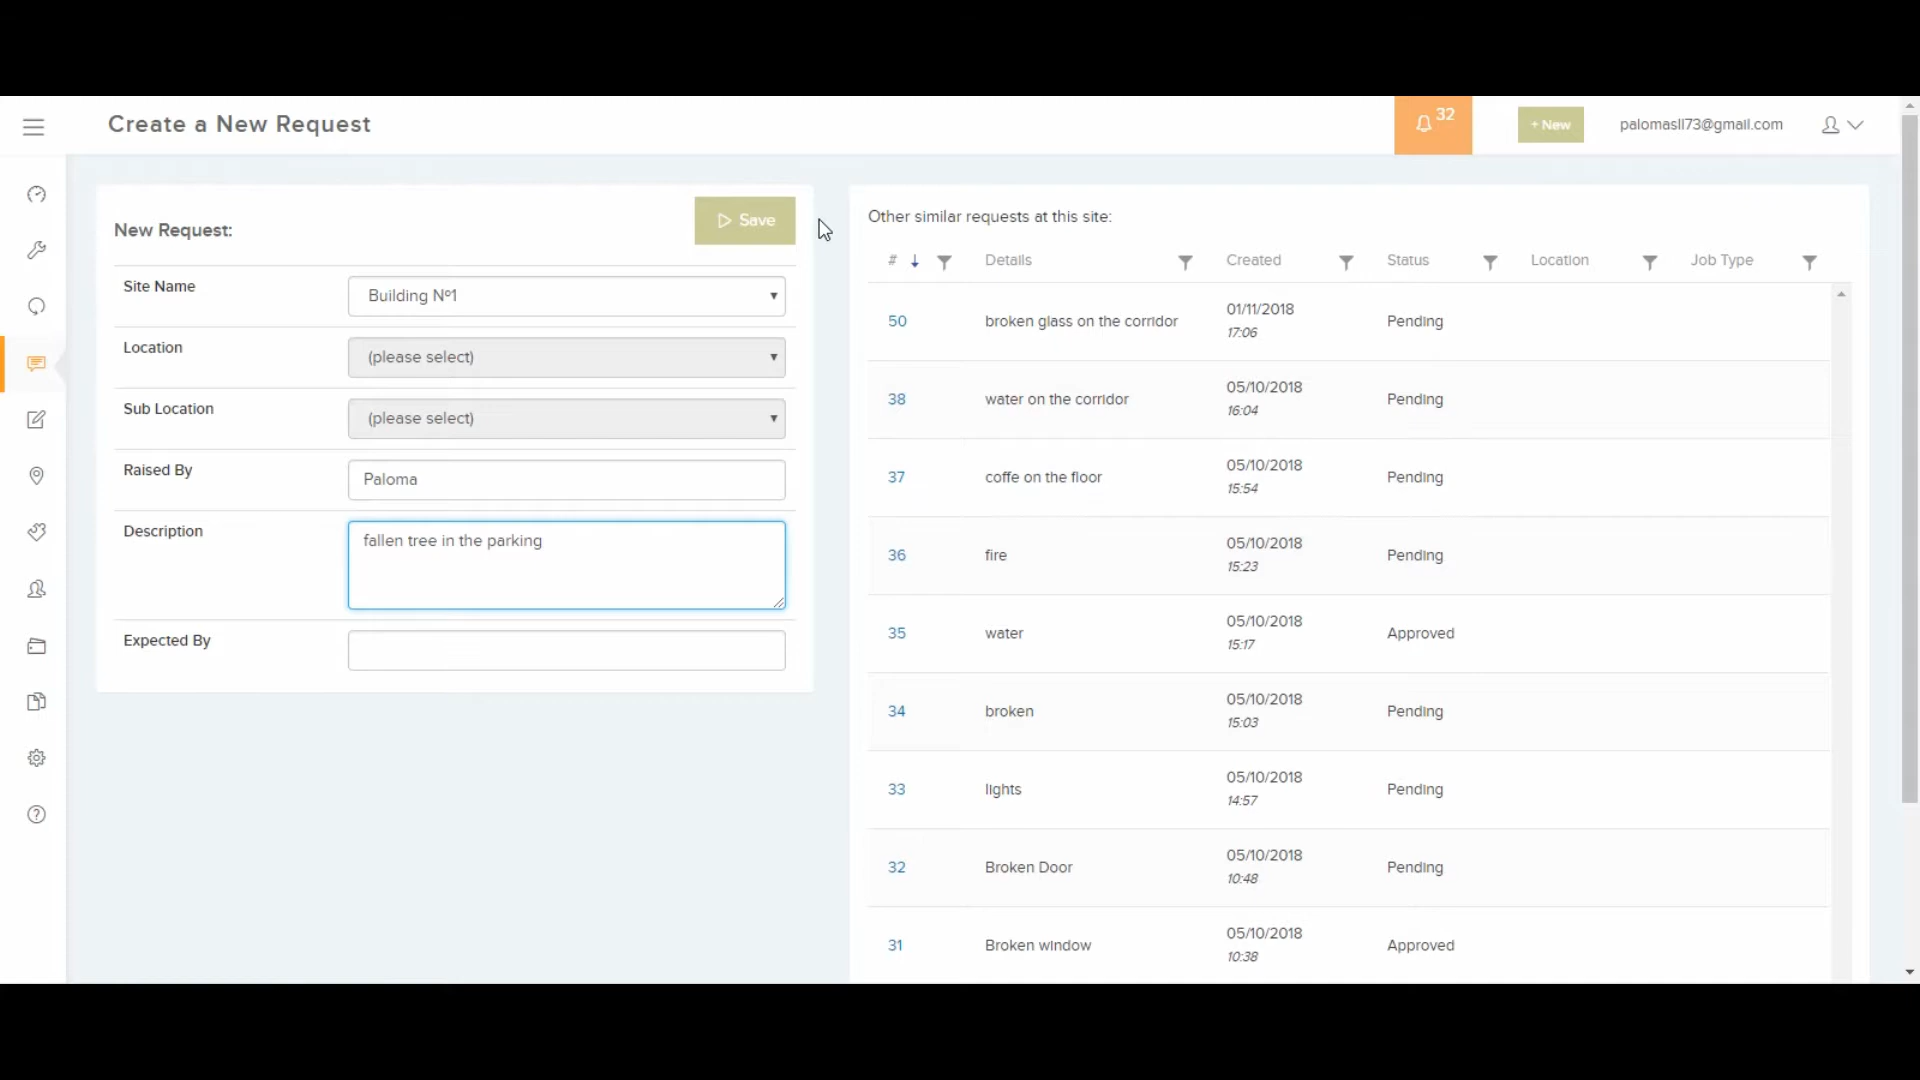 Create a New Request
32
+ New
palomasll73@gmail.com
New Request:
Save
Site Name
Building Nº1
Location
(please select)
Sub Location
(please select)
Raised By
Paloma
Description
fallen tree in the parking
Expected By
Other similar requests at this site:
# Details Created Status Location Job Type
50 broken glass on the corridor 01/11/2018 Pending
17:06
38 water on the corridor 05/10/2018 Pending
16:04
37 coffe on the floor 05/10/2018 Pending
15:54
36 fire 05/10/2018 Pending
15:23
35 water 05/10/2018 Approved
15:17
34 broken 05/10/2018 Pending
15:03
33 lights 05/10/2018 Pending
14:57
32 Broken Door 05/10/2018 Pending
10:48
31 Broken window 05/10/2018 Approved
10:38